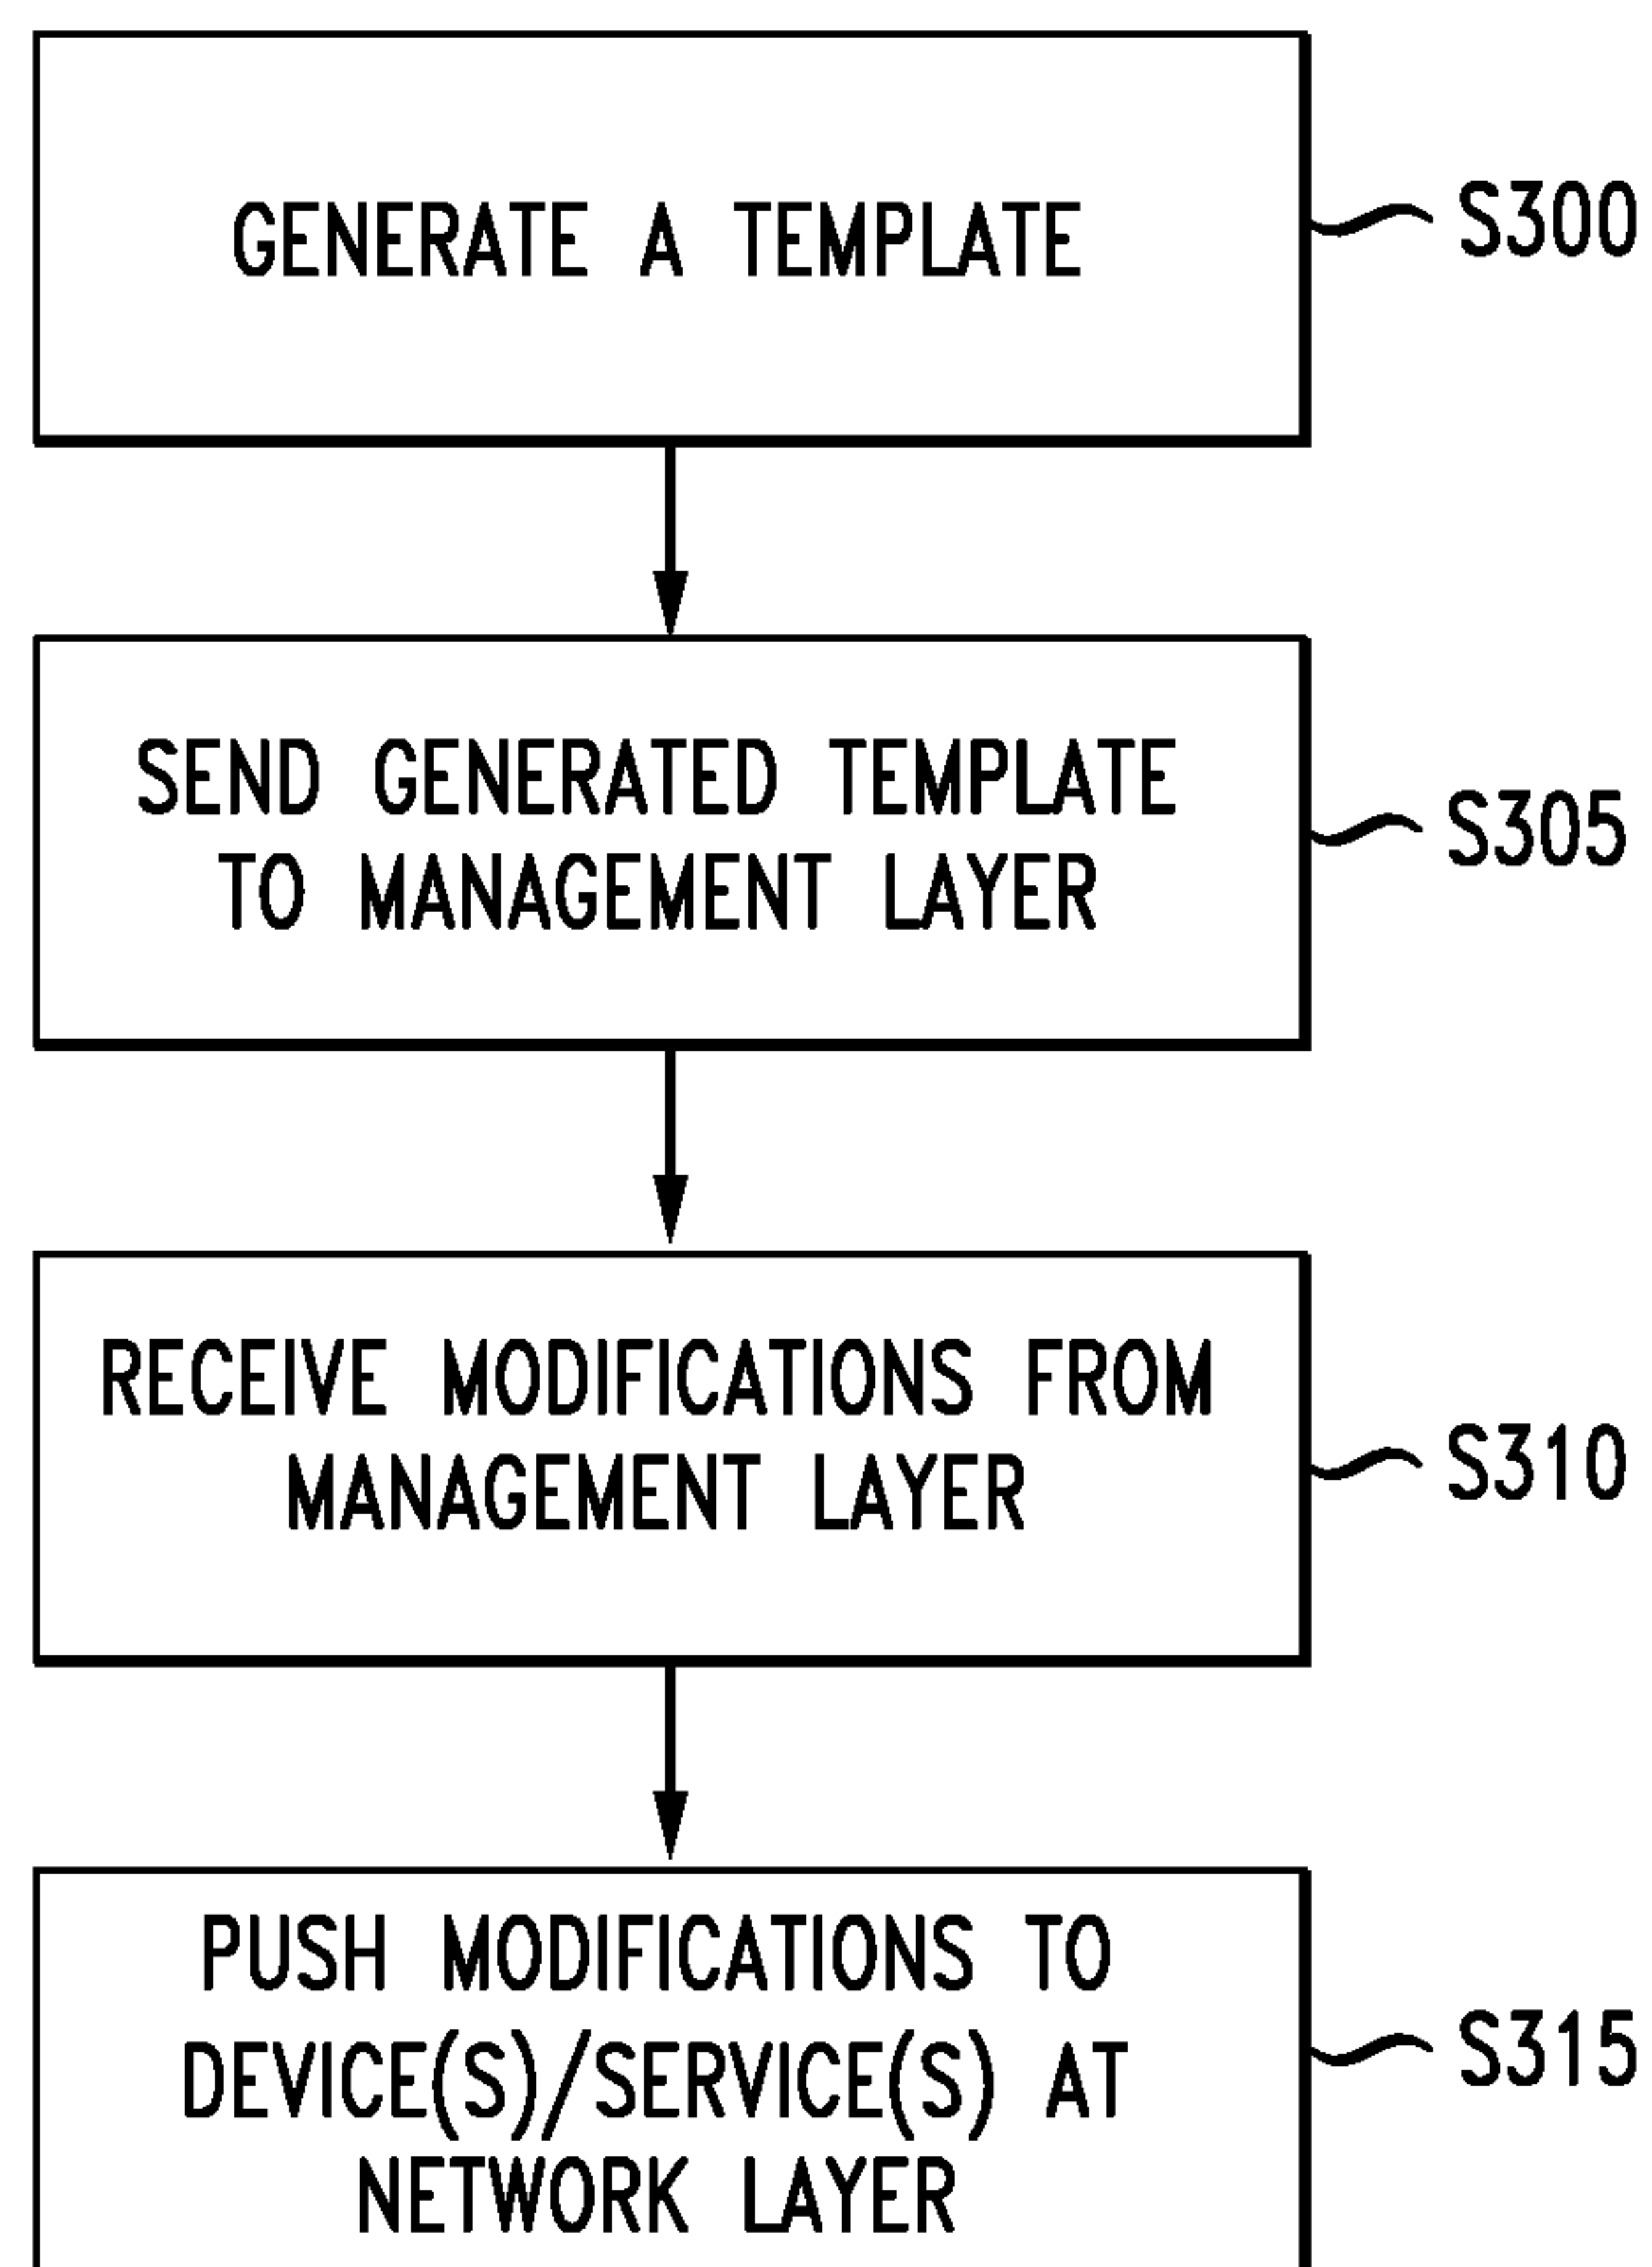 GENERATE A TEMPLATE
S300
SEND GENERATED TEMPLATE
TO MANAGEMENT LAYER
S305
RECEIVE MODIFICATIONS FROM
MANAGEMENT LAYER
S310
PUSH MODIFICATIONS TO
DEVICE(S)/SERVICE(S) AT
NETWORK LAYER
S315